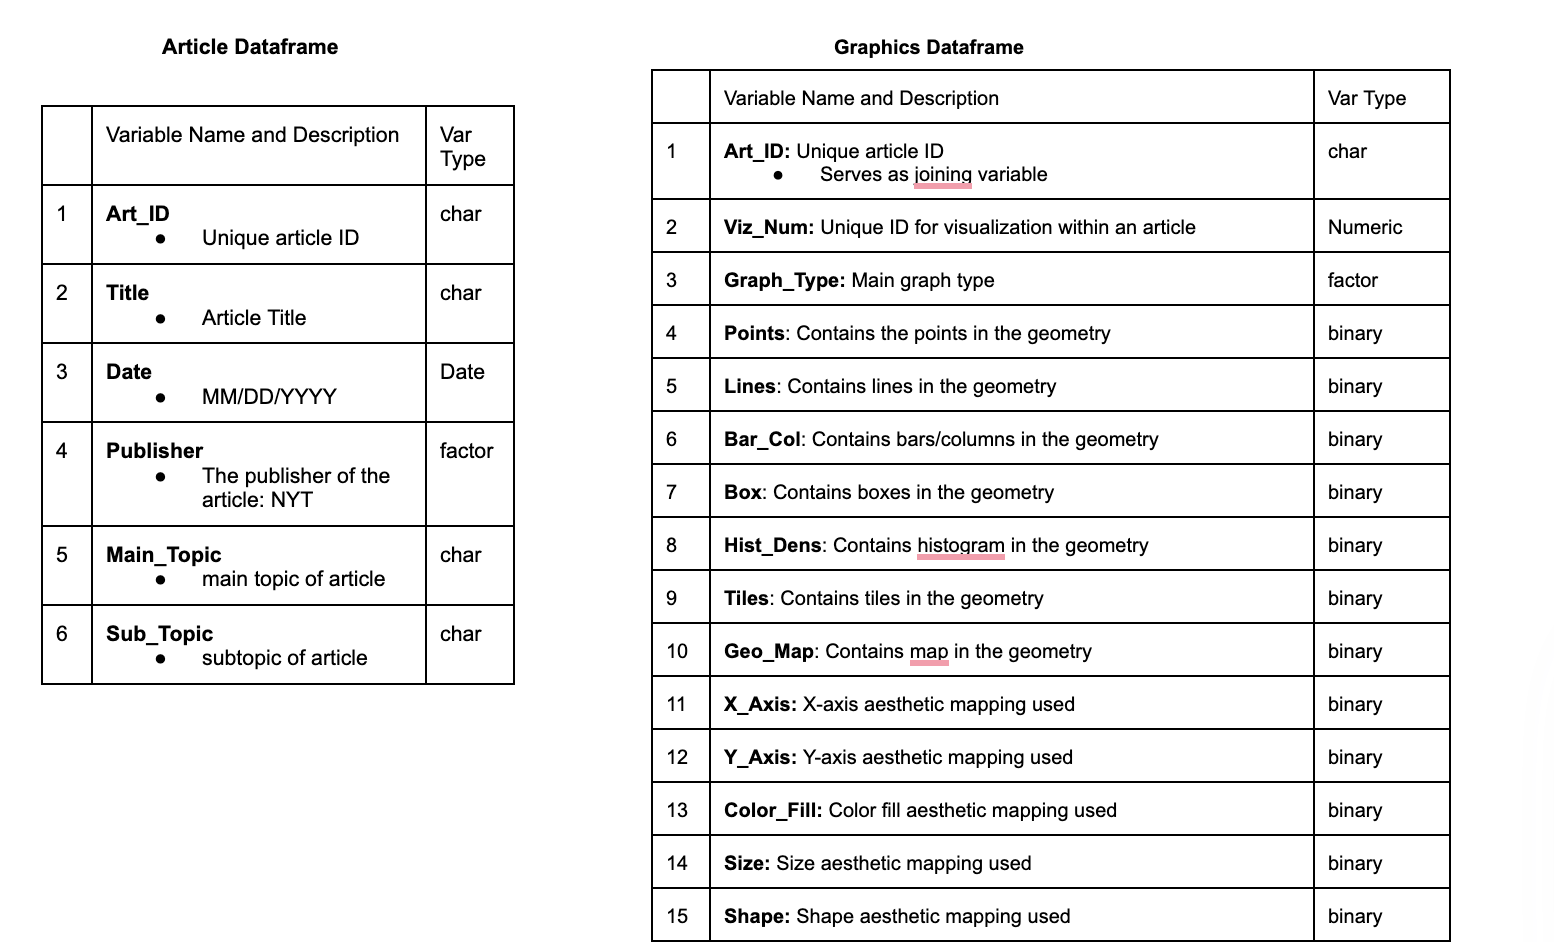 Article Dataframe
Variable Name and Description Var
Type
1 Art_ID char
● Unique article ID
2 Title char
● Article Title
3 Date Date
● MM/DD/YYYY
4 Publisher factor
● The publisher of the
article: NYT
5 Main_Topic char
● main topic of article
6 Sub_Topic char
● subtopic of article
Graphics Dataframe
Variable Name and Description Var Type
1 Art_ID: Unique article ID char
● Serves as joining variable
2 Viz_Num: Unique ID for visualization within an article Numeric
3 Graph_Type: Main graph type factor
4 Points: Contains the points in the geometry binary
5 Lines: Contains lines in the geometry binary
6 Bar_Col: Contains bars/columns in the geometry binary
7 Box: Contains boxes in the geometry binary
8 Hist_Dens: Contains histogram in the geometry binary
9 Tiles: Contains tiles in the geometry binary
10 Geo_Map: Contains map in the geometry binary
11 X_Axis: X-axis aesthetic mapping used binary
12 Y_Axis: Y-axis aesthetic mapping used binary
13 Color_Fill: Color fill aesthetic mapping used binary
14 Size: Size aesthetic mapping used binary
15 Shape: Shape aesthetic mapping used binary